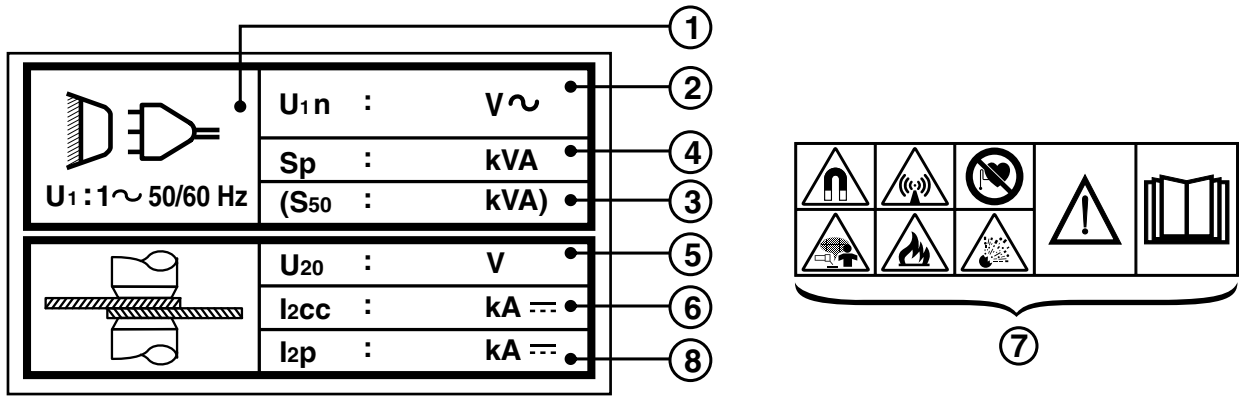 1
U1n : V~
2
Sp : kVA
4
U1:1~ 50/60 Hz
(S50 : kVA)
3
U20 : V
5
I2cc : kA ⎓
6
I2p : kA ⎓
8
7